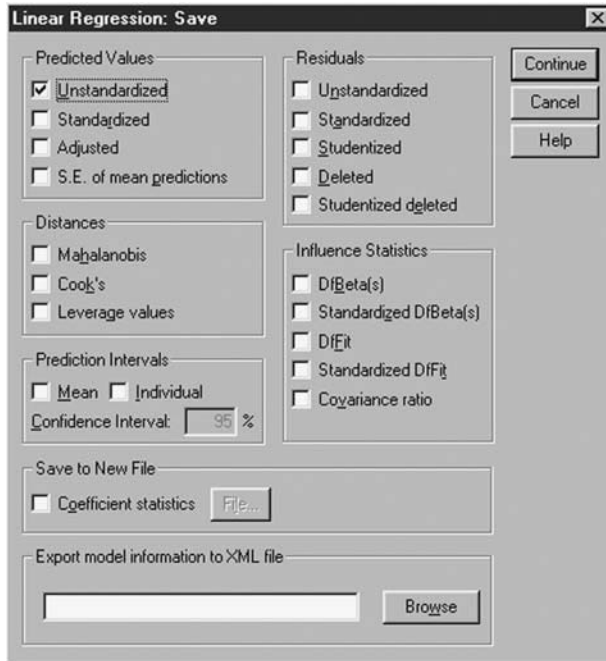 Linear Regression: Save
Predicted Values
Unstandardized
Standardized
Adjusted
S.E. of mean predictions
Distances
Mahalanobis
Cook's
Leverage values
Prediction Intervals
Mean Individual
Confidence Interval: 95 %
Residuals
Unstandardized
Standardized
Studentized
Deleted
Studentized deleted
Influence Statistics
DfBeta(s)
Standardized DfBeta(s)
DfFit
Standardized DfFit
Covariance ratio
Continue
Cancel
Help
Save to New File
Coefficient statistics File...
Export model information to XML file
Browse